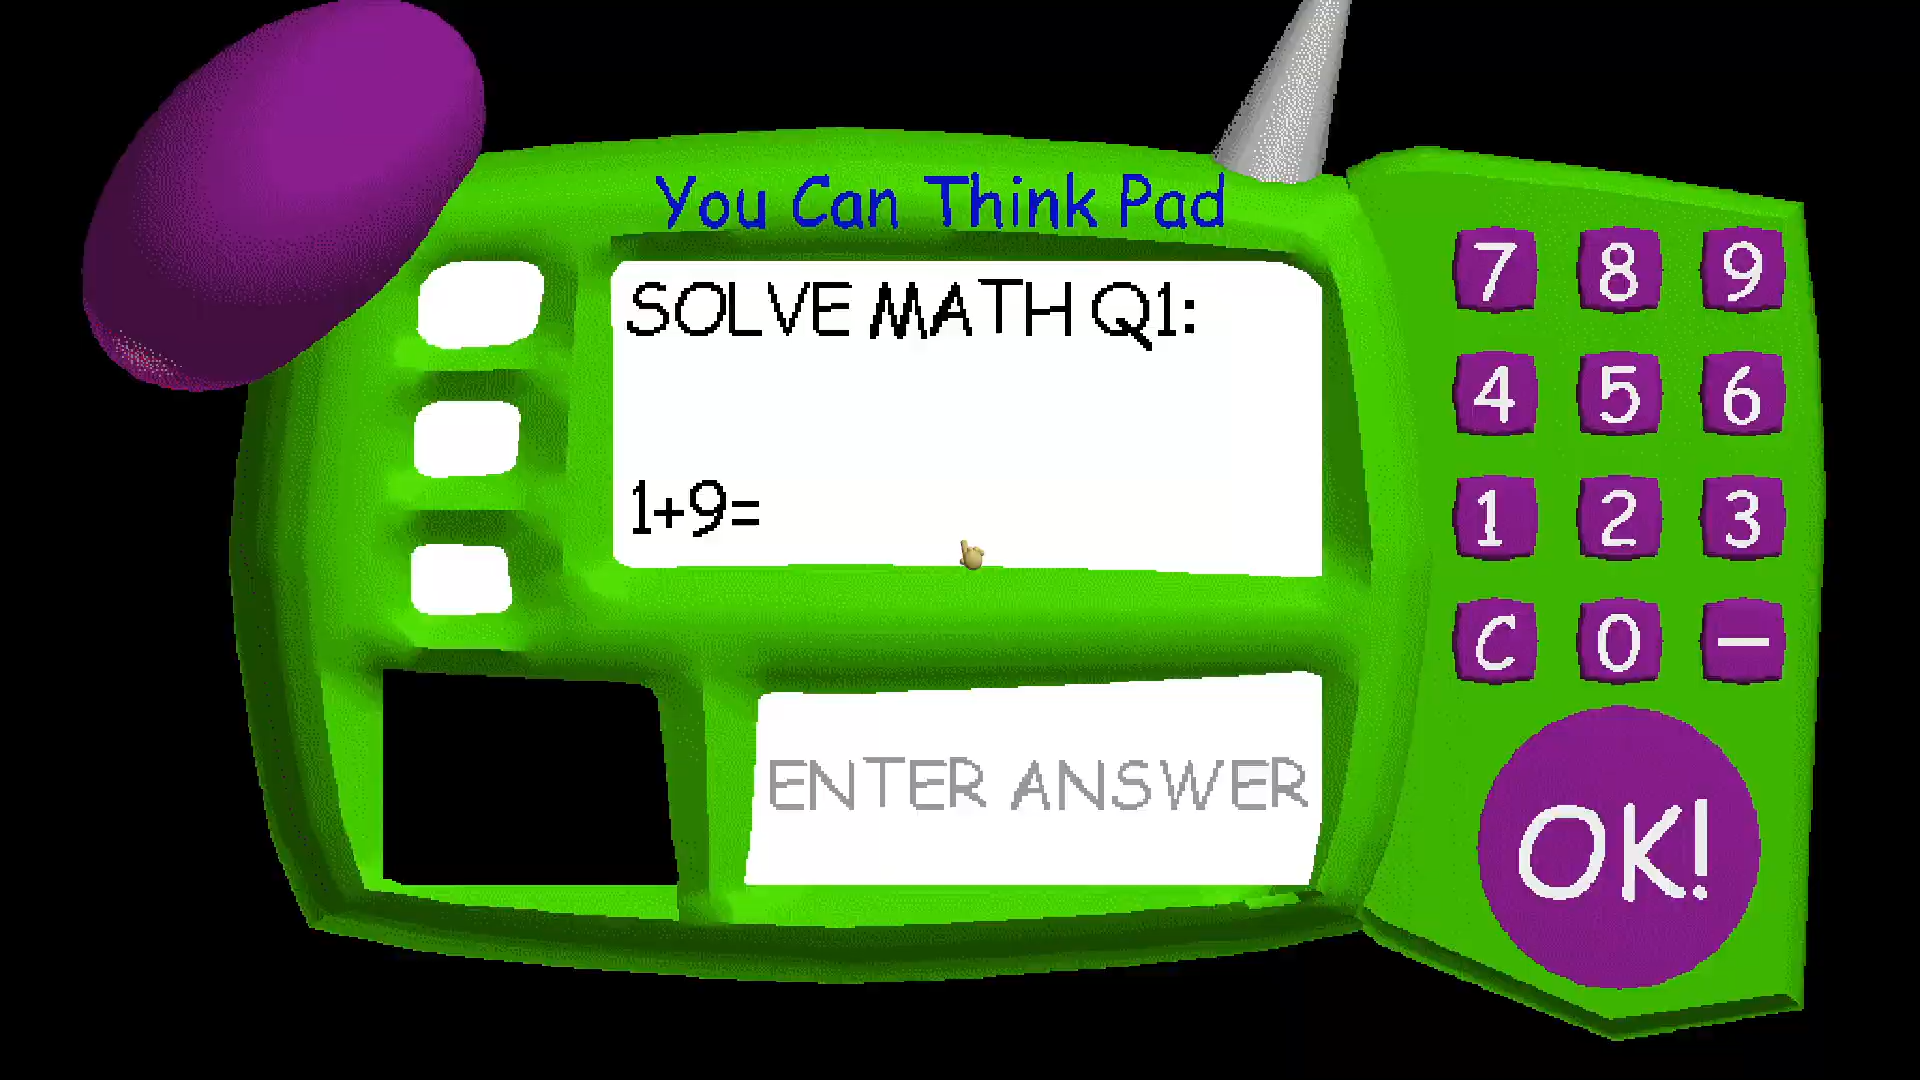 You Can Think Pad
SOLVE MATH Q1:
1+9=
7 8 9
4 5 6
1 2 3
C 0 −
ENTER ANSWER
OK!